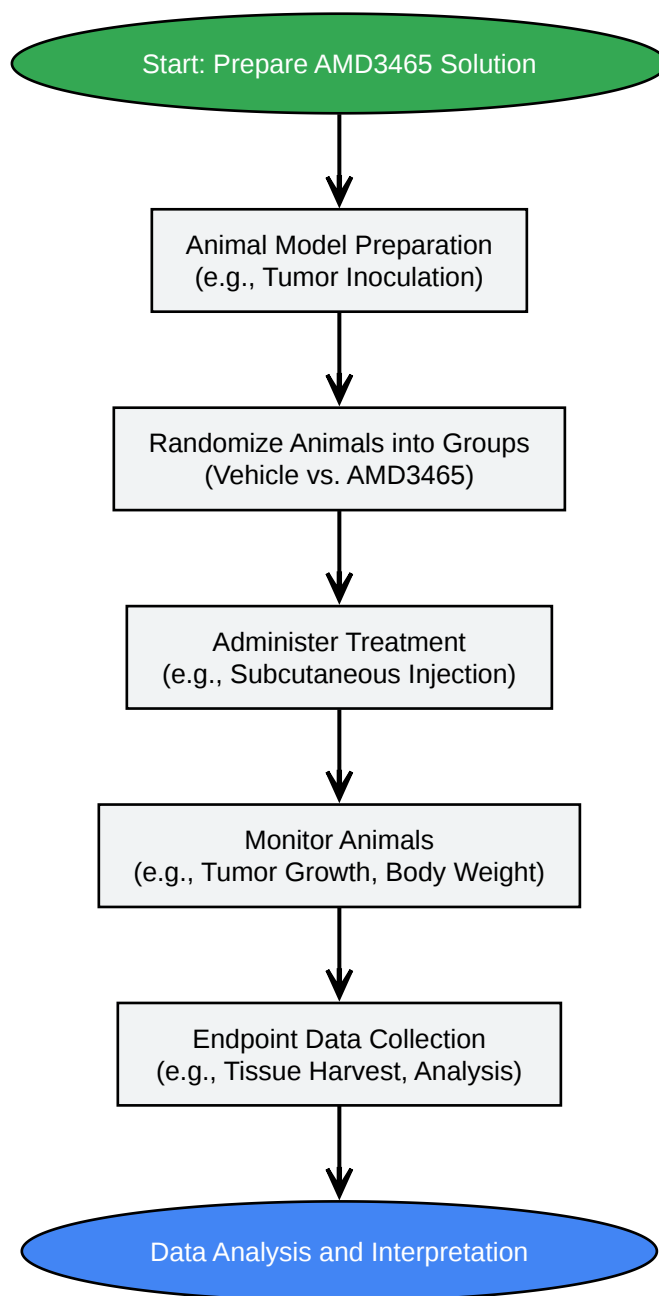 Start: Prepare AMD3465 Solution
Animal Model Preparation
(e.g., Tumor Inoculation)
Randomize Animals into Groups
(Vehicle vs. AMD3465)
Administer Treatment
(e.g., Subcutaneous Injection)
Monitor Animals
(e.g., Tumor Growth, Body Weight)
Endpoint Data Collection
(e.g., Tissue Harvest, Analysis)
Data Analysis and Interpretation